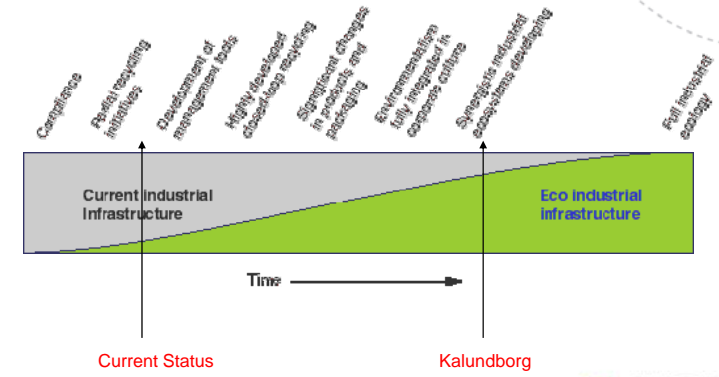 Compliance
Partial recycling
initiatives
Development of
management tools
Highly developed
closed-loop recycling
Significant changes
in products and
packaging
Environmentalism
fully integrated in
corporate culture
Synergistic industrial
ecosystems developing
Full industrial
ecology
Current industrial
Infrastructure
Eco industrial
infrastructure
Time
Current Status
Kalundborg